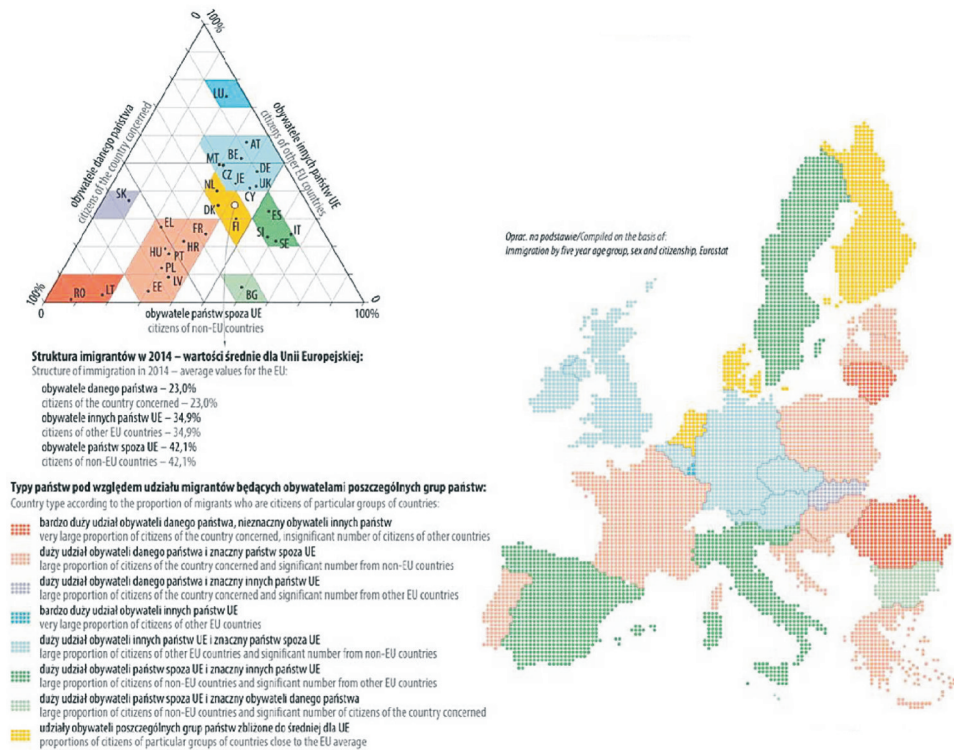 0
obywatele danego państwa
citizens of the country concerned
obywatele innych państw UE
citizens of other EU countries
LU
AT
MT
BE
DE
CZ
JE
UK
NL
CY
SK
DK
ES
EL
FR
FI
SI
IT
SE
HU
HR
PT
PL
LV
EE
RO
LT
BG
100%
0
obywatele państw spoza UE
citizens of non-EU countries
100%
0
Struktura imigrantów w 2014 – wartości średnie dla Unii Europejskiej:
Structure of immigration in 2014 – average values for the EU:
obywatele danego państwa – 23,0%
citizens of the country concerned – 23,0%
obywatele innych państw UE – 34,9%
citizens of other EU countries – 34,9%
obywatele państw spoza UE – 42,1%
citizens of non-EU countries – 42,1%
Typy państw pod względem udziału migrantów będących obywatelami poszczególnych grup państw:
Country type according to the proportion of migrants who are citizens of particular groups of countries:
bardzo duży udział obywateli danego państwa, nieznaczny obywateli innych państw
very large proportion of citizens of the country concerned, insignificant number of citizens of other countries
duży udział obywateli danego państwa i znaczny państw spoza UE
large proportion of citizens of the country concerned and significant number from non-EU countries
duży udział obywateli danego państwa i znaczny innych państw UE
large proportion of citizens of the country concerned and significant number from other EU countries
bardzo duży udział obywateli innych państw UE
very large proportion of citizens of other EU countries
duży udział obywateli innych państw UE i znaczny państw spoza UE
large proportion of citizens of other EU countries and significant number from non-EU countries
duży udział obywateli państw spoza UE i znaczny innych państw UE
large proportion of citizens of non-EU countries and significant number from other EU countries
duży udział obywateli państw spoza UE i znaczny obywateli danego państwa
large proportion of citizens of non-EU countries and significant number of citizens of the country concerned
udziały obywateli poszczególnych grup państw zbliżone do średniej dla UE
proportions of citizens of particular groups of countries close to the EU average
Oprac. na podstawie/Compiled on the basis of:
Immigration by five year age group, sex and citizenship, Eurostat